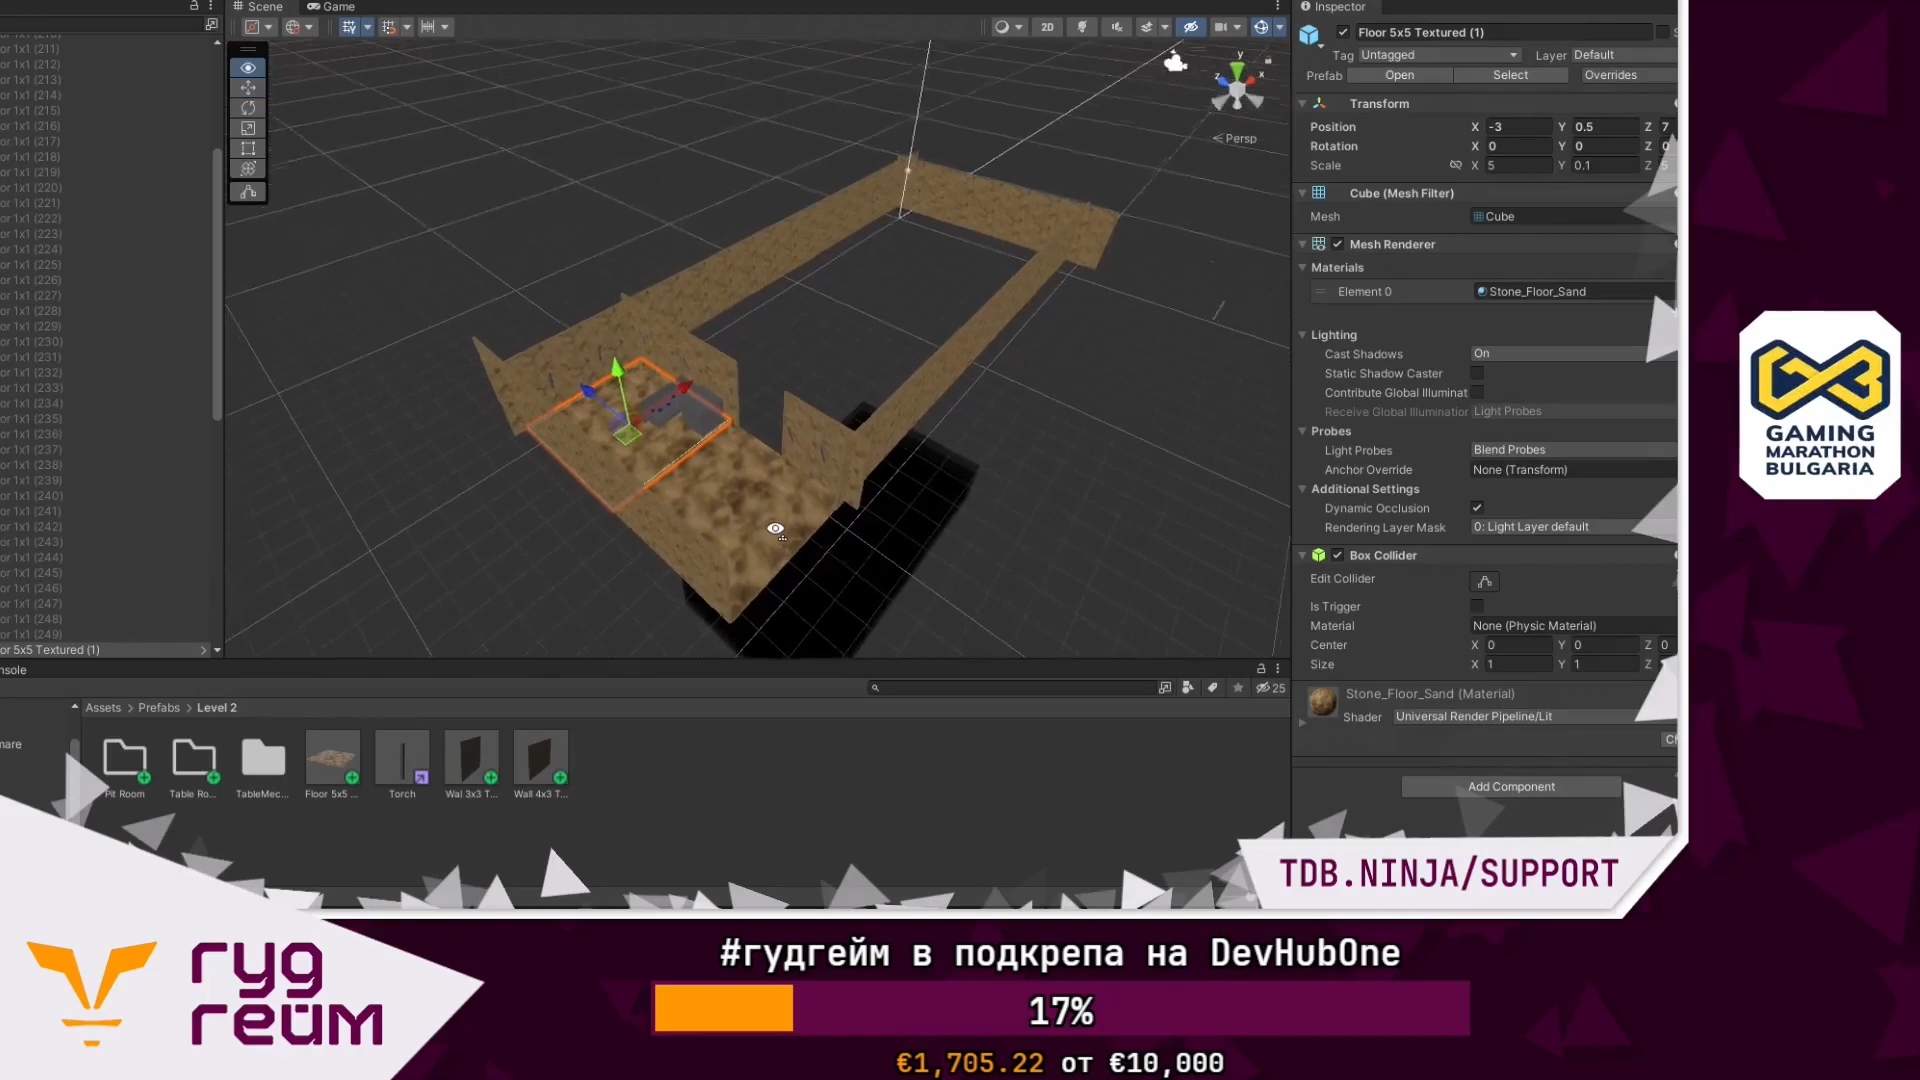 Scene
Game
Inspector
2D
or 1x1 (211)
or 1x1 (212)
or 1x1 (213)
or 1x1 (214)
or 1x1 (215)
or 1x1 (216)
or 1x1 (217)
or 1x1 (218)
or 1x1 (219)
or 1x1 (220)
or 1x1 (221)
or 1x1 (222)
or 1x1 (223)
or 1x1 (224)
or 1x1 (225)
or 1x1 (226)
or 1x1 (227)
or 1x1 (228)
or 1x1 (229)
or 1x1 (230)
or 1x1 (231)
or 1x1 (232)
or 1x1 (233)
or 1x1 (234)
or 1x1 (235)
or 1x1 (236)
or 1x1 (237)
or 1x1 (238)
or 1x1 (239)
or 1x1 (240)
or 1x1 (241)
or 1x1 (242)
or 1x1 (243)
or 1x1 (244)
or 1x1 (245)
or 1x1 (246)
or 1x1 (247)
or 1x1 (248)
or 1x1 (249)
or 5x5 Textured (1)
y
z
x
Persp
Floor 5x5 Textured (1)
Tag Untagged Layer Default
Prefab Open Select Overrides
Transform
Position X -3 Y 0.5 Z 7
Rotation X 0 Y 0 Z 0
Scale X 5 Y 0.1
Cube (Mesh Filter)
Mesh Cube
Mesh Renderer
Materials
Element 0 Stone_Floor_Sand
Lighting
Cast Shadows On
Static Shadow Caster
Contribute Global Illuminat
Receive Global Illumination Light Probes
Probes
Light Probes Blend Probes
Anchor Override None (Transform)
Additional Settings
Dynamic Occlusion
Rendering Layer Mask 0: Light Layer default
Box Collider
Edit Collider
Is Trigger
Material None (Physic Material)
Center X 0 Y 0 Z 0
Size X 1 Y 1 Z
Stone_Floor_Sand (Material)
Shader Universal Render Pipeline/Lit
Add Component
nsole
25
Assets Prefabs Level 2
mare
Pit Room
Table Ro...
TableMec...
Floor 5x5 ...
Torch
Wal 3x3 T...
Wall 4x3 T...
GAMING
MARATHON
BULGARIA
TDB.NINJA/SUPPORT
гуд
гейм
#гудгейм в подкрепа на DevHubOne
17%
€1,705.22 от €10,000